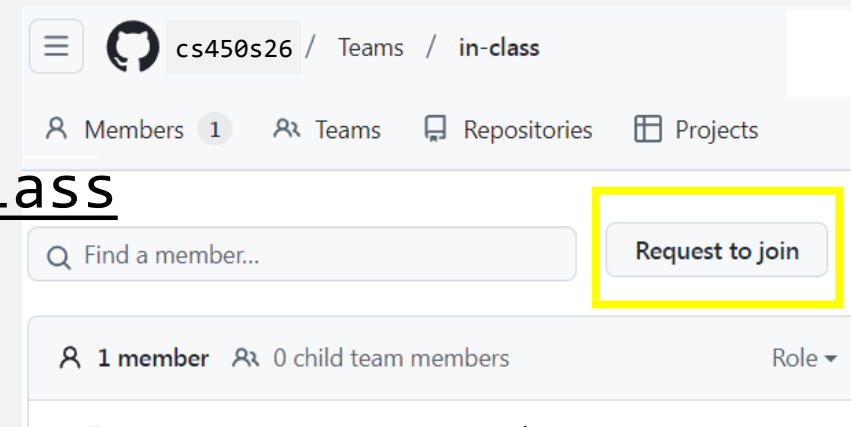 cs450s26 / Teams / in-class
Members 1 Teams Repositories Projects
lass
Find a member...
Request to join
1 member 0 child team members Role